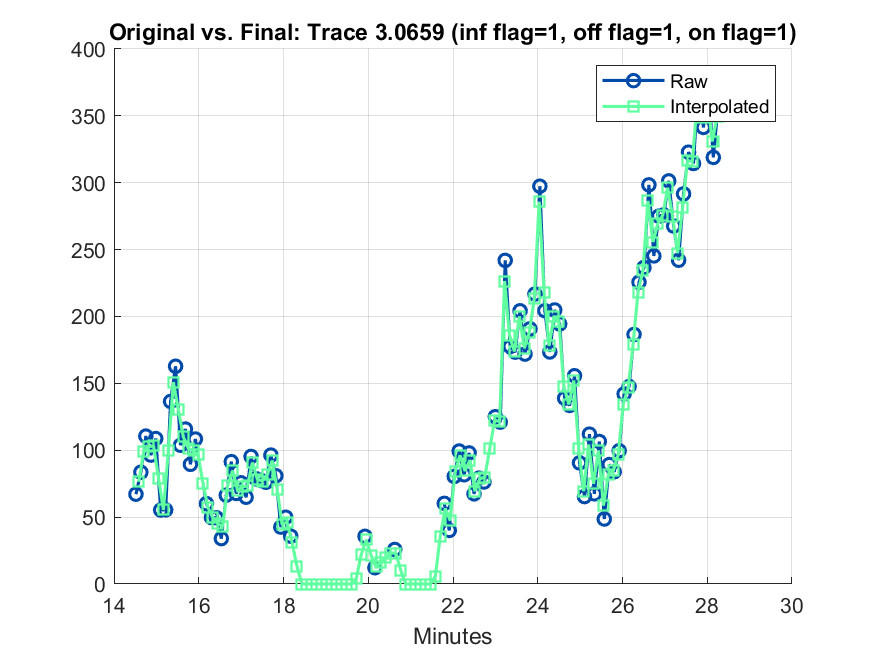 Original vs. Final: Trace 3.0659 (inf flag=1, off flag=1, on flag=1)
400
350
300
250
200
150
100
50
0
Raw
Interpolated
14 16 18 20 22 24 26 28 30
Minutes